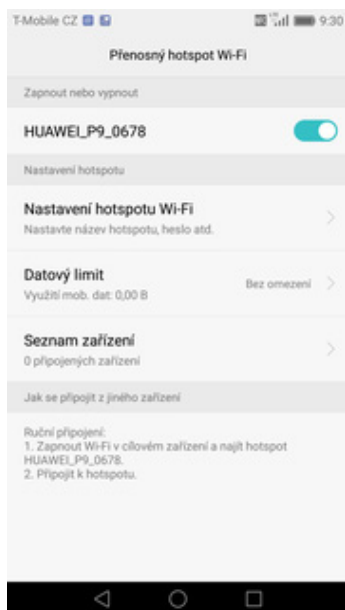 T-Mobile CZ 9:30
Přenosný hotspot Wi-Fi
Zapnout nebo vypnout
HUAWEI_P9_0678
Nastavení hotspotu
Nastavení hotspotu Wi-Fi
Nastavte název hotspotu, heslo atd.
Datový limit
Bez omezení
Využití mob. dat: 0,00 B
Seznam zařízení
0 připojených zařízení
Jak se připojit z jiného zařízení
Ruční připojení:
1. Zapnout Wi-Fi v cílovém zařízení a najít hotspot
HUAWEI_P9_0678.
2. Připojit k hotspotu.